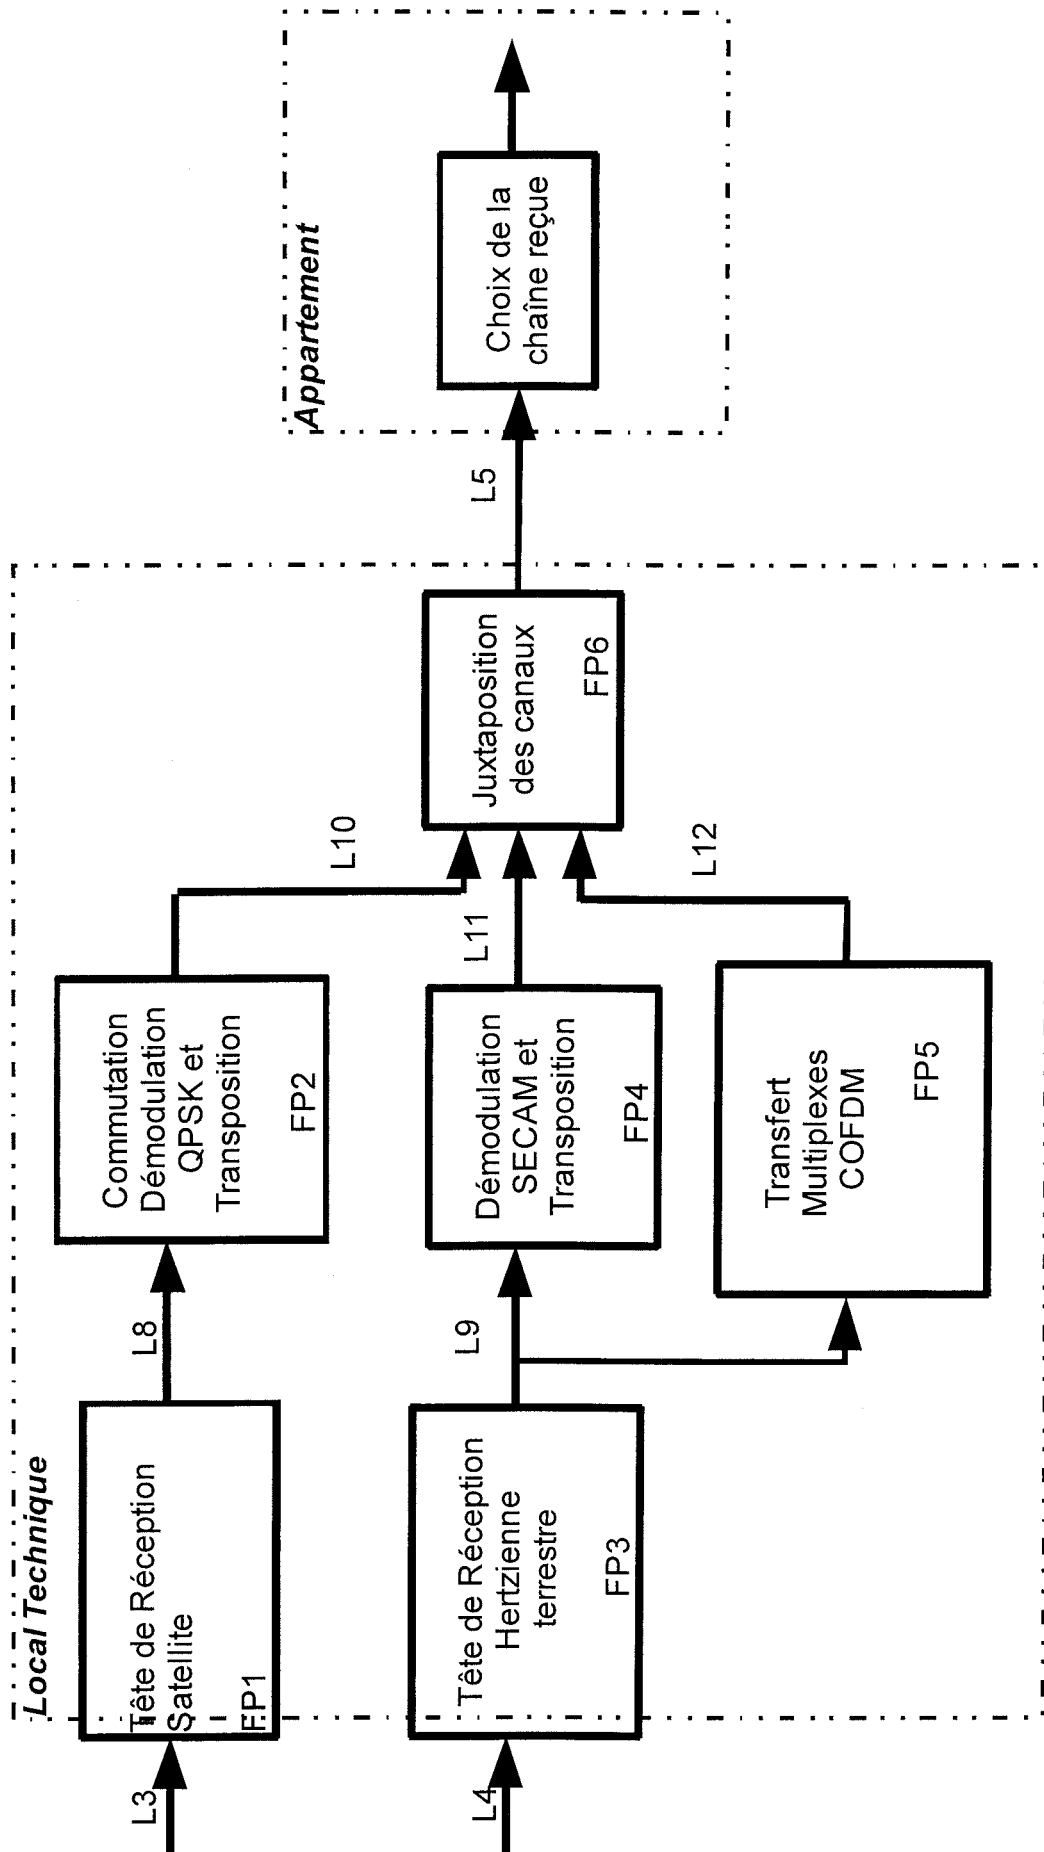 Local Technique
L3
Tête de Réception
Satellite
FP1
L8
Commutation
Démodulation
QPSK et
Transposition
FP2
L10
L4
Tête de Réception
Hertzienne
terrestre
FP3
L9
Démodulation
SECAM et
Transposition
FP4
L11
Transfert
Multiplexes
COFDM
FP5
L12
Juxtaposition
des canaux
FP6
L5
Appartement
Choix de la
chaîne reçue